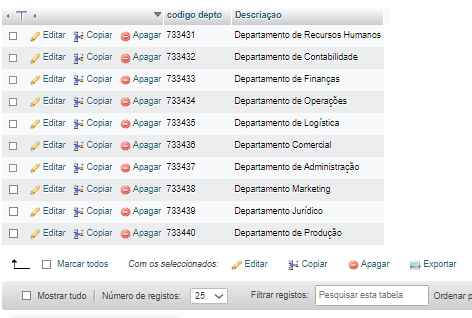 codigo depto Descriçao
Editar Copiar Apagar 733431 Departamento de Recursos Humanos
Editar Copiar Apagar 733432 Departamento de Contabilidade
Editar Copiar Apagar 733433 Departamento de Finanças
Editar Copiar Apagar 733434 Departamento de Operações
Editar Copiar Apagar 733435 Departamento de Logística
Editar Copiar Apagar 733436 Departamento Comercial
Editar Copiar Apagar 733437 Departamento de Administração
Editar Copiar Apagar 733438 Departamento Marketing
Editar Copiar Apagar 733439 Departamento Jurídico
Editar Copiar Apagar 733440 Departamento de Produção
Marcar todos Com os seleccionados: Editar Copiar Apagar Exportar
Mostrar tudo Número de registos: 25 Filtrar registos: Pesquisar esta tabela Ordenar